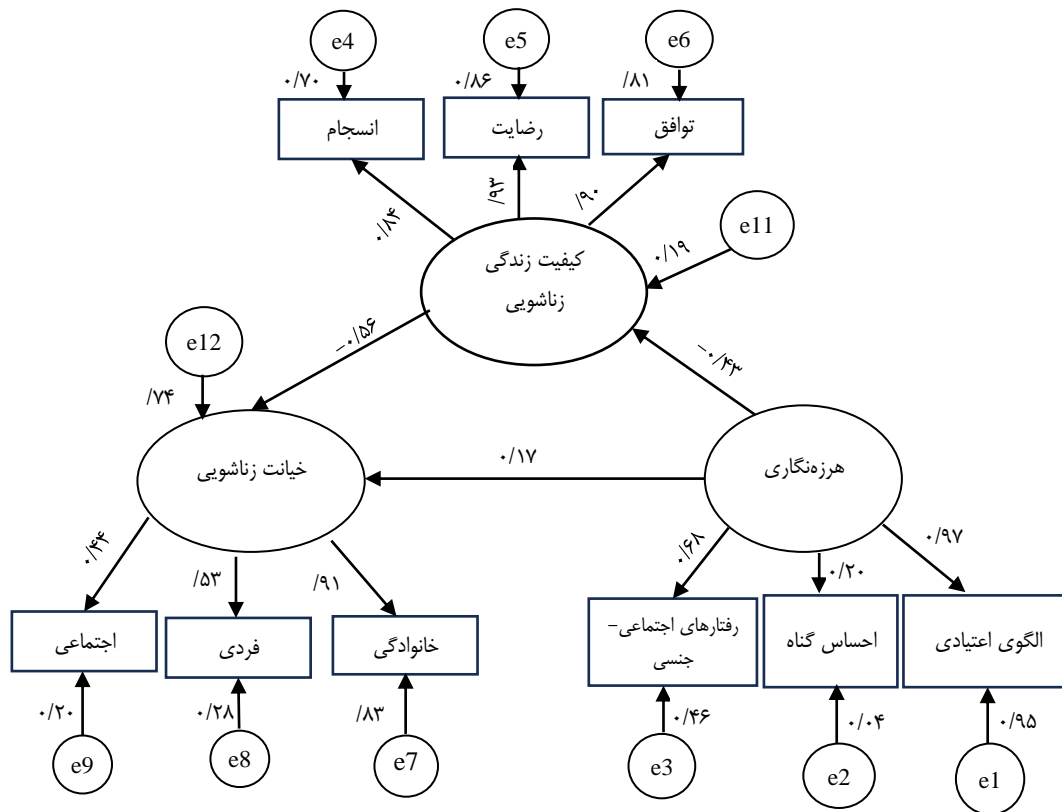 e4
e5
e6
۰/۷۰
۰/۸۶
/۸۱
انسجام
رضایت
توافق
۰/۸۴
/۹۳
/۹۰
e11
۰/۱۹
کیفیت زندگی
زناشویی
e12
/۷۴
-۰/۵۶
-۰/۴۳
خیانت زناشویی
۰/۱۷
هرزه‌نگاری
۰/۴۴
/۵۳
/۹۱
۰/۶۸
۰/۲۰
۰/۹۷
اجتماعی
فردی
خانوادگی
رفتارهای اجتماعی-
جنسی
احساس گناه
الگوی اعتیادی
۰/۲۰
۰/۲۸
/۸۳
۰/۴۶
۰/۰۴
۰/۹۵
e9
e8
e7
e3
e2
e1